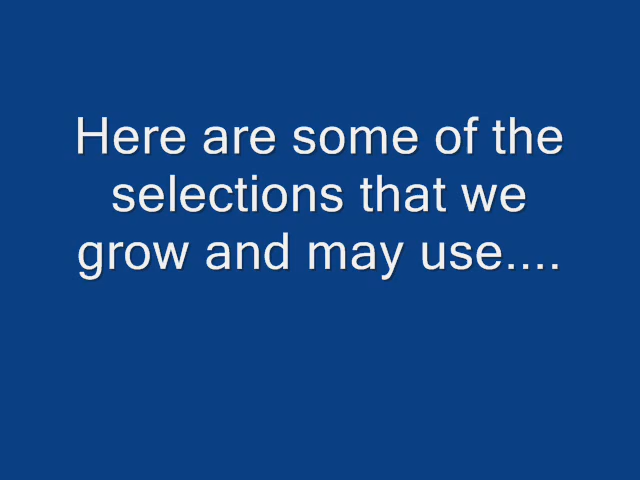 Here are some of the
selections that we
grow and may use....